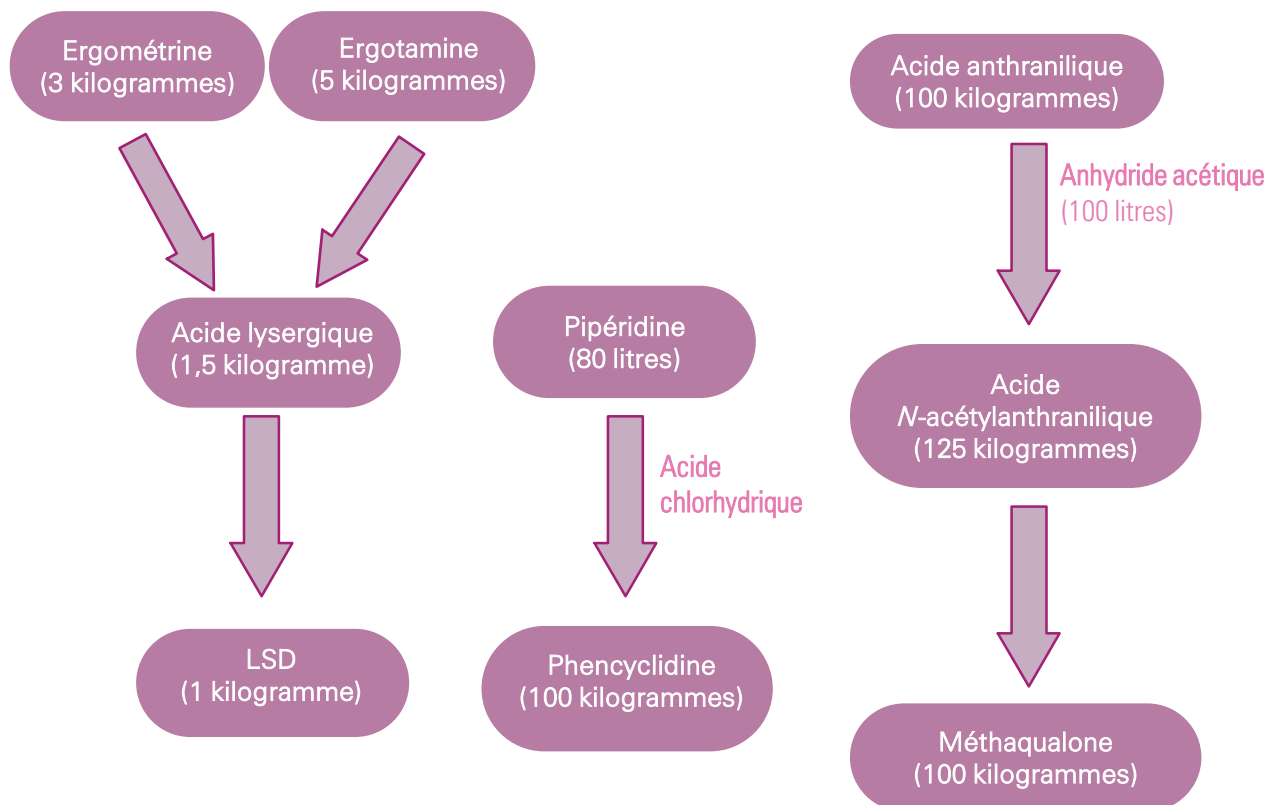 Ergométrine
(3 kilogrammes)
Ergotamine
(5 kilogrammes)
Acide lysergique
(1,5 kilogramme)
LSD
(1 kilogramme)
Pipéridine
(80 litres)
Acide
chlorhydrique
Phencyclidine
(100 kilogrammes)
Acide anthranilique
(100 kilogrammes)
Anhydride acétique
(100 litres)
Acide
N-acétylanthranilique
(125 kilogrammes)
Méthaqualone
(100 kilogrammes)